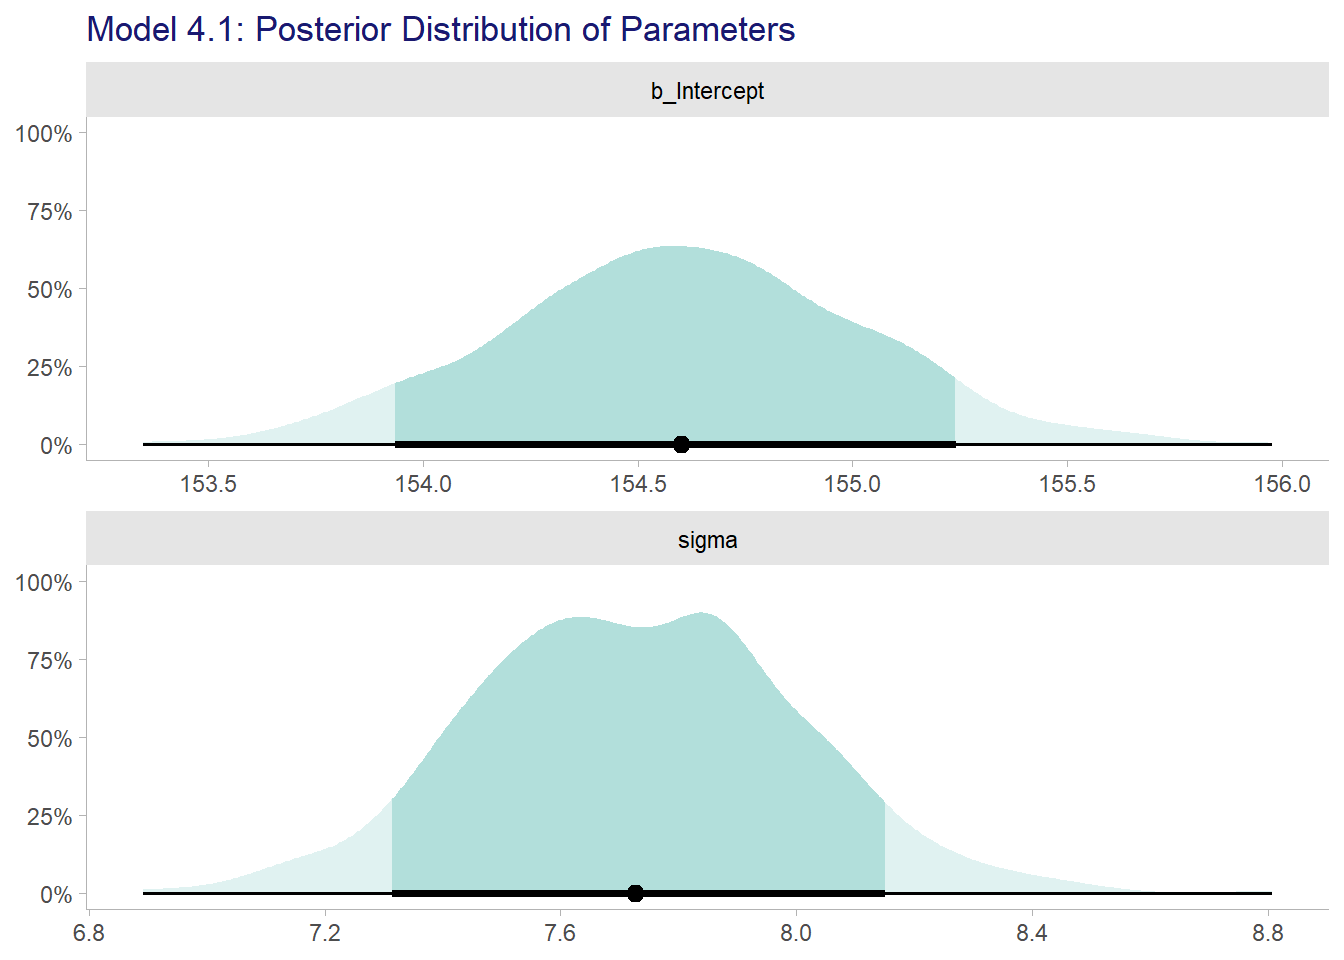 Model 4.1: Posterior Distribution of Parameters
b_Intercept
100%
75%
50%
25%
0%
153.5 154.0 154.5 155.0 155.5 156.0
sigma
100%
75%
50%
25%
0%
6.8 7.2 7.6 8.0 8.4 8.8